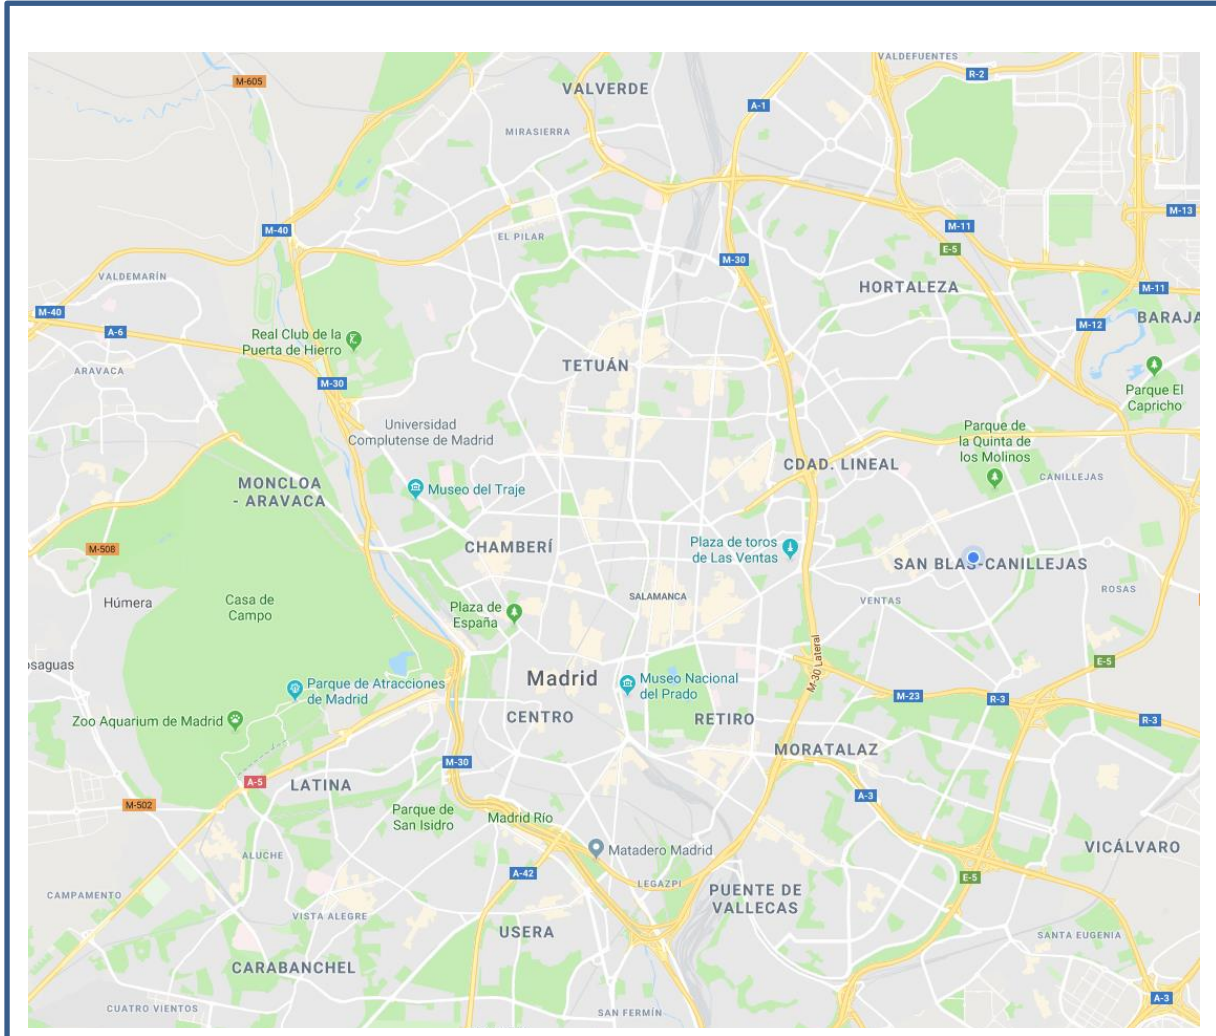 VALDEFUENTES
R-2
M-605
VALVERDE
A-1
MIRASIERRA
M-13
M-11
M-40
EL PILAR
E-5
M-30
VALDEMARÍN
HORTALEZA
M-11
M-40
BARAJA
M-12
A-6
Real Club de la
Puerta de Hierro
TETUÁN
ARAVACA
M-30
Parque El
Capricho
Universidad
Complutense de Madrid
Parque de
la Quinta de
los Molinos
CDAD. LINEAL
CANILLEJAS
MONCLOA
- ARAVACA
Museo del Traje
M-508
CHAMBERÍ
Plaza de toros
de Las Ventas
SAN BLAS-CANILLEJAS
ROSAS
Húmera
Casa de
Campo
Plaza de
España
SALAMANCA
VENTAS
osaguas
M-30 Lateral
E-5
Madrid
Museo Nacional
del Prado
Parque de Atracciones
de Madrid
M-23
R-3
Zoo Aquarium de Madrid
CENTRO
RETIRO
R-3
MORATALAZ
M-30
A-5
LATINA
A-3
M-502
Parque de
San Isidro
Madrid Río
Matadero Madrid
VICÁLVARO
ALUCHE
A-42
LEGAZPI
E-5
PUENTE DE
VALLECAS
CAMPAMENTO
VISTA ALEGRE
USERA
SANTA EUGENIA
CARABANCHEL
A-3
CUATRO VIENTOS
SAN FERMÍN